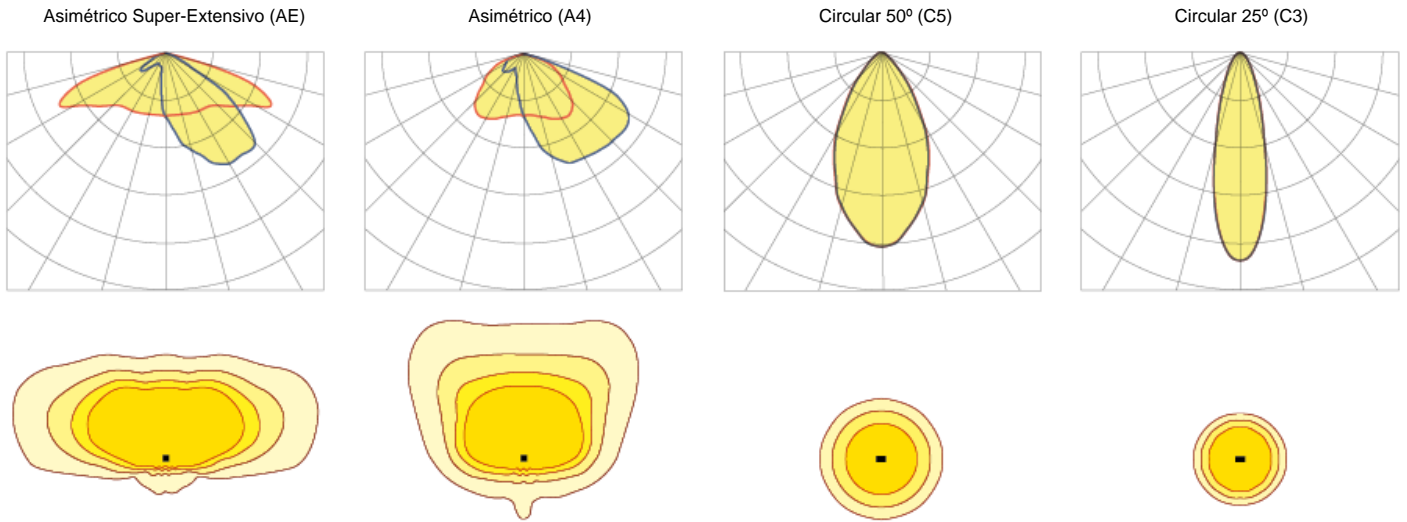 Asimétrico Super-Extensivo (AE)
Asimétrico (A4)
Circular 50º (C5)
Circular 25º (C3)